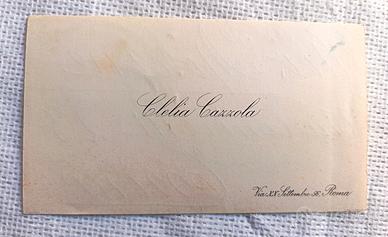 Clelia Cazzola
Via XX Settembre 98, Roma